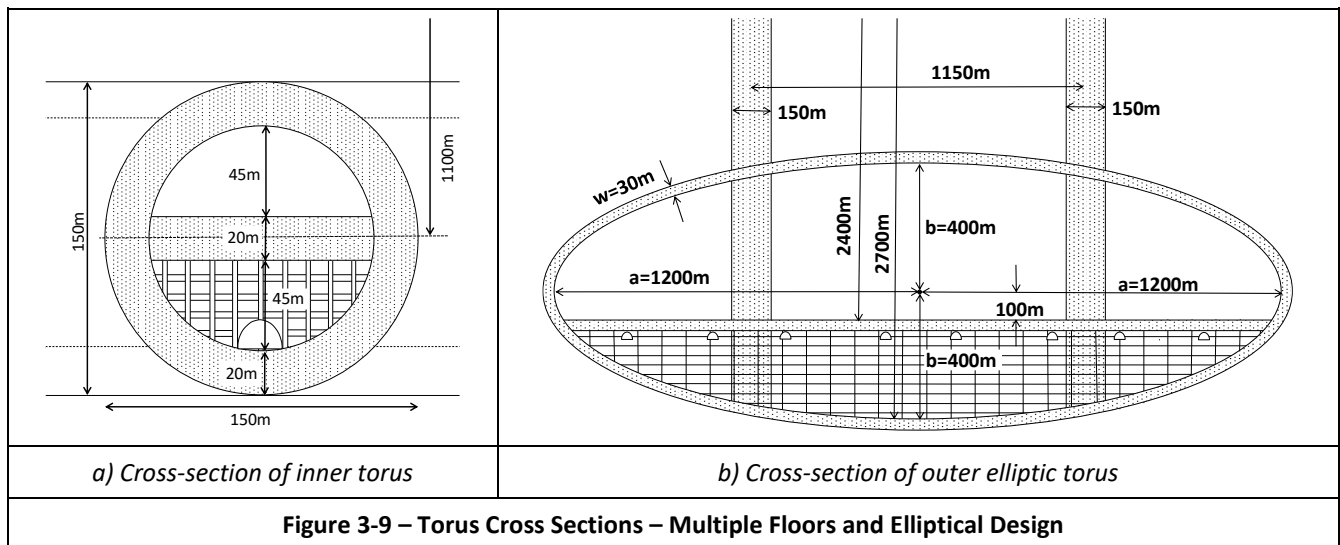 150m
45m
20m
45m
20m
150m
1100m
1150m
150m
150m
w=30m
2400m
2700m
b=400m
a=1200m
a=1200m
100m
b=400m
a) Cross-section of inner torus
b) Cross-section of outer elliptic torus
Figure 3-9 – Torus Cross Sections – Multiple Floors and Elliptical Design